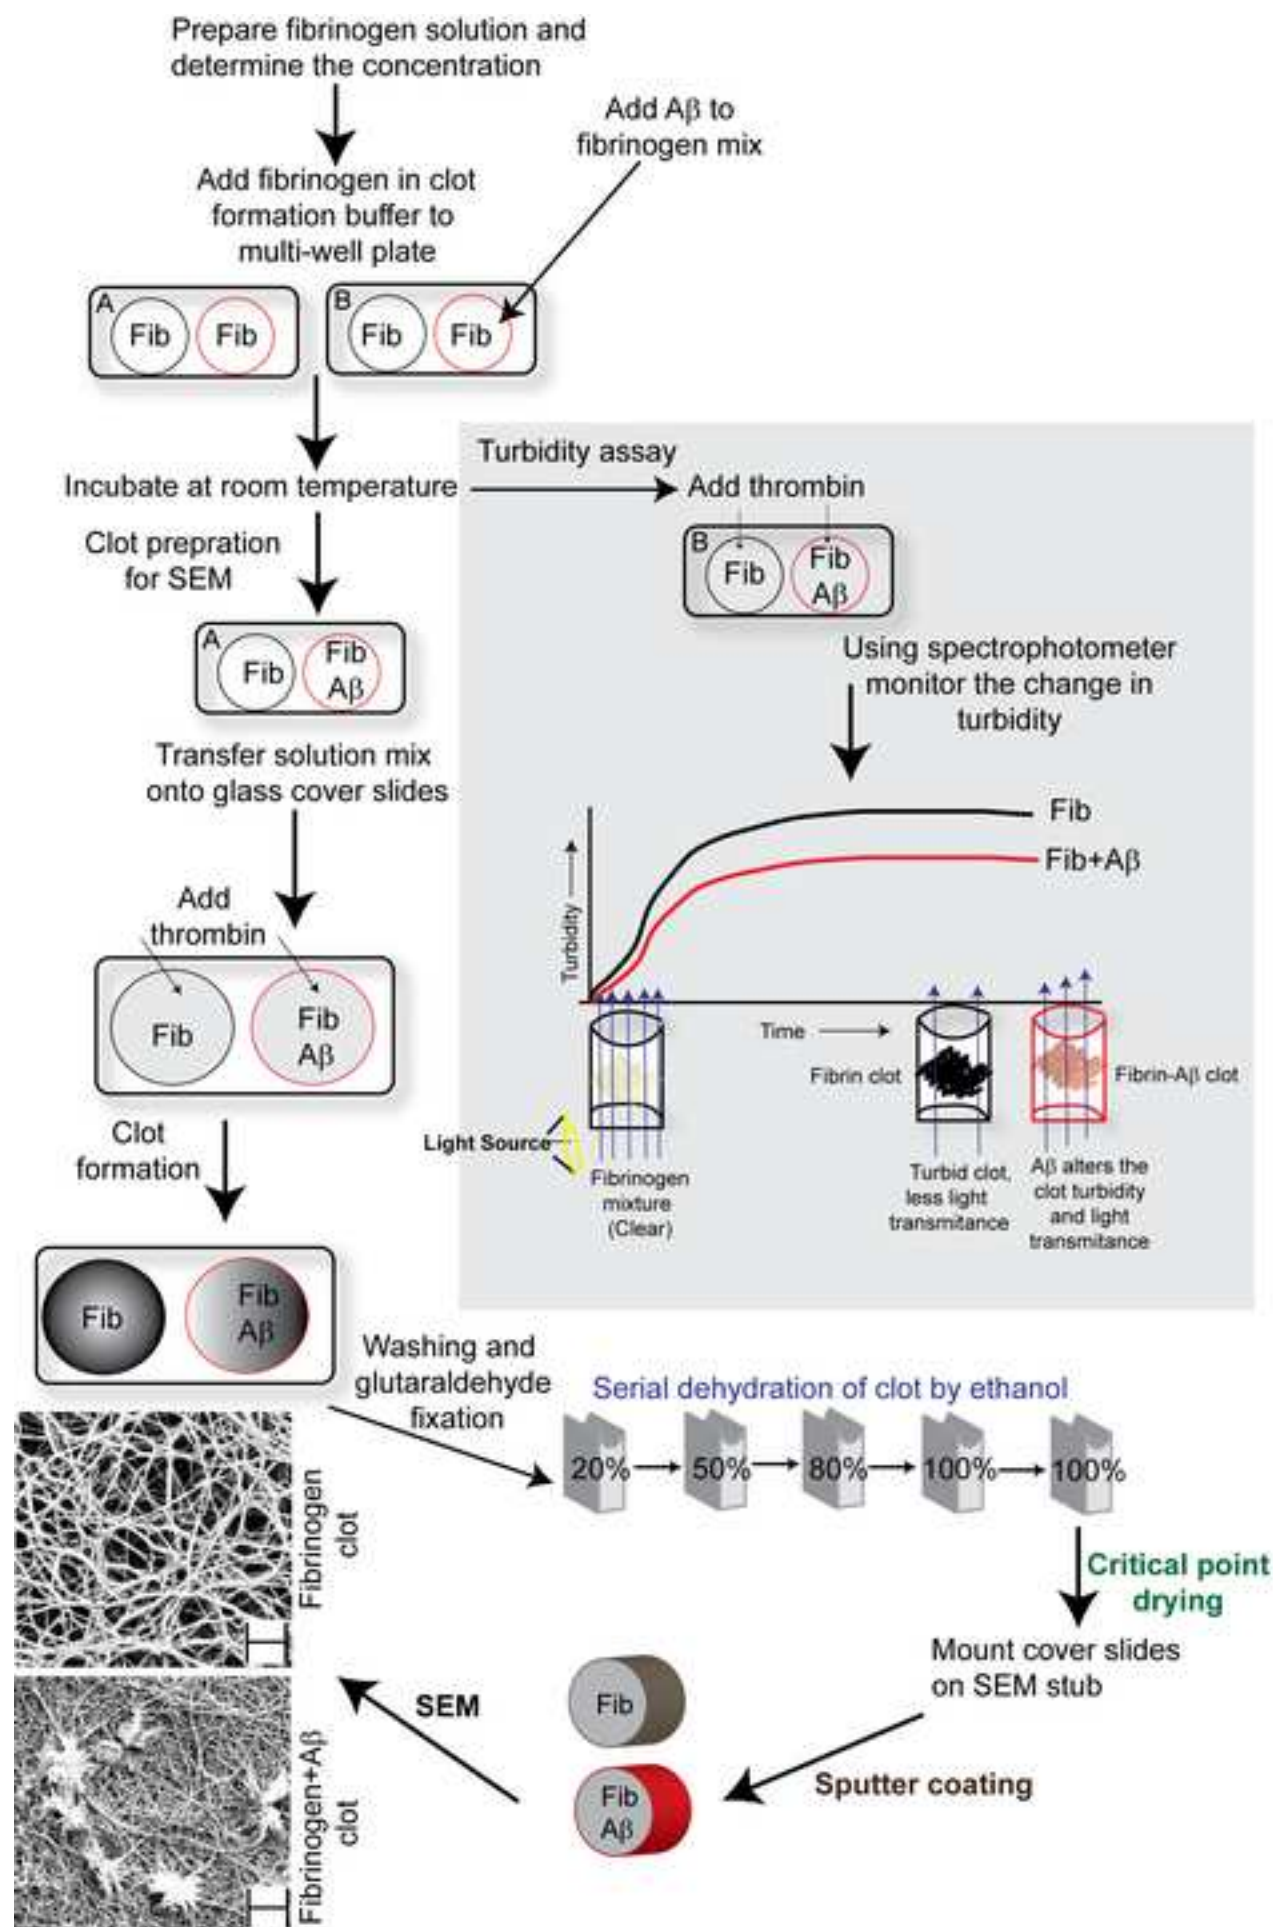 Prepare fibrinogen solution and
determine the concentration
Add Aβ to
fibrinogen mix
Add fibrinogen in clot
formation buffer to
multi-well plate
A
Fib
Fib
B
Fib
Fib
Incubate at room temperature
Turbidity assay
Add thrombin
B
Fib
Fib
Aβ
Using spectrophotometer
monitor the change in
turbidity
Turbidity
Fib
Fib+Aβ
Time
Light Source
Fibrinogen
mixture
(Clear)
Fibrin clot
Turbid clot,
less light
transmitance
Fibrin-Aβ clot
Aβ alters the
clot turbidity
and light
transmitance
Clot prepration
for SEM
A
Fib
Fib
Aβ
Transfer solution mix
onto glass cover slides
Add
thrombin
Fib
Fib
Aβ
Clot
formation
Fib
Fib
Aβ
Washing and
glutaraldehyde
fixation
Serial dehydration of clot by ethanol
20%
50%
80%
100%
100%
Critical point
drying
Mount cover slides
on SEM stub
Sputter coating
Fib
Fib
Aβ
SEM
Fibrinogen
clot
Fibrinogen+Aβ
clot